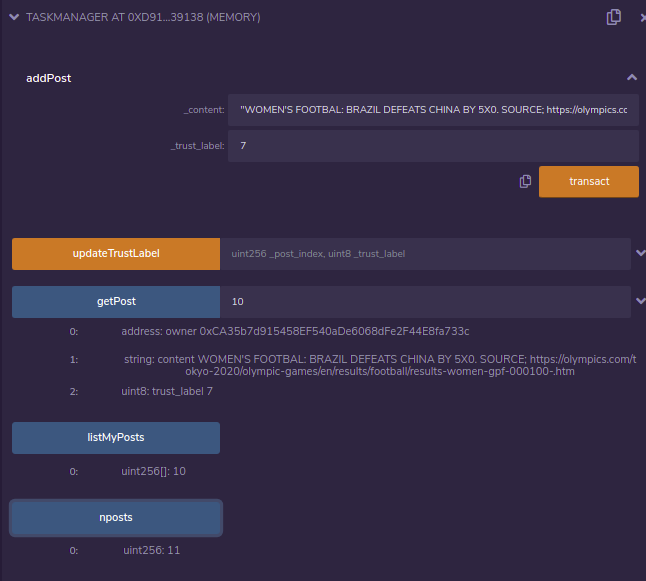 TASKMANAGER AT 0XD91...39138 (MEMORY)
addPost
_content: "WOMEN'S FOOTBAL: BRAZIL DEFEATS CHINA BY 5X0. SOURCE; https://olympics.cc
_trust_label: 7
transact
updateTrustLabel uint256 _post_index, uint8 _trust_label
getPost 10
0: address: owner 0xCA35b7d915458EF540aDe6068dFe2F44E8fa733c
1: string: content WOMEN'S FOOTBAL: BRAZIL DEFEATS CHINA BY 5X0. SOURCE; https://olympics.com/t
okyo-2020/olympic-games/en/results/football/results-women-gpf-000100-.htm
2: uint8: trust_label 7
listMyPosts
0: uint256[]: 10
nposts
0: uint256: 11